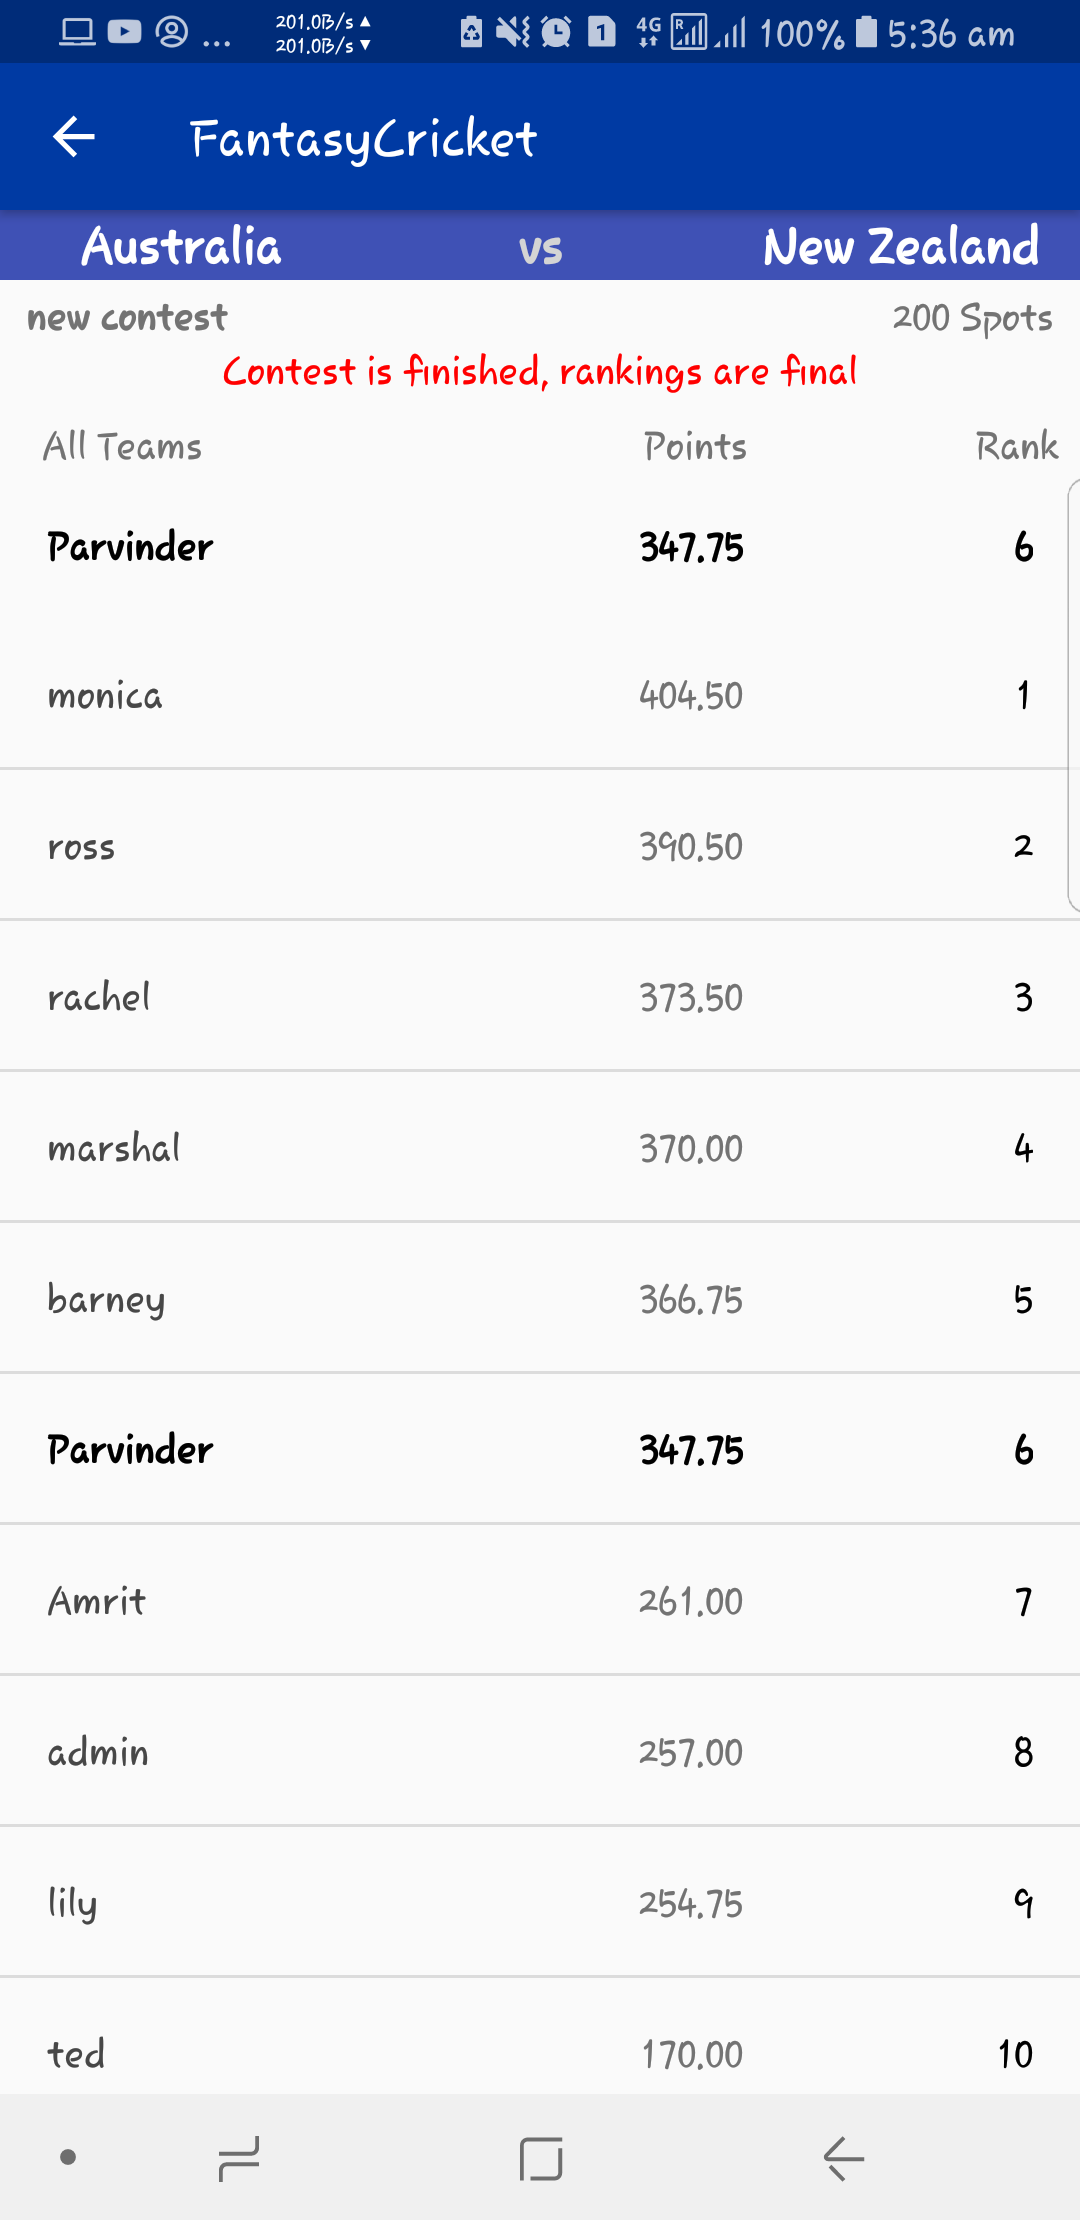 201.0B/s ▲
201.0B/s ▼
1 4G R 100% 5:36 am
FantasyCricket
Australia vs New Zealand
new contest 200 Spots
Contest is finished, rankings are final
All Teams Points Rank
Parvinder 347.75 6
monica 404.50 1
ross 390.50 2
rachel 373.50 3
marshal 370.00 4
barney 366.75 5
Parvinder 347.75 6
Amrit 261.00 7
admin 257.00 8
lily 254.75 9
ted 170.00 10